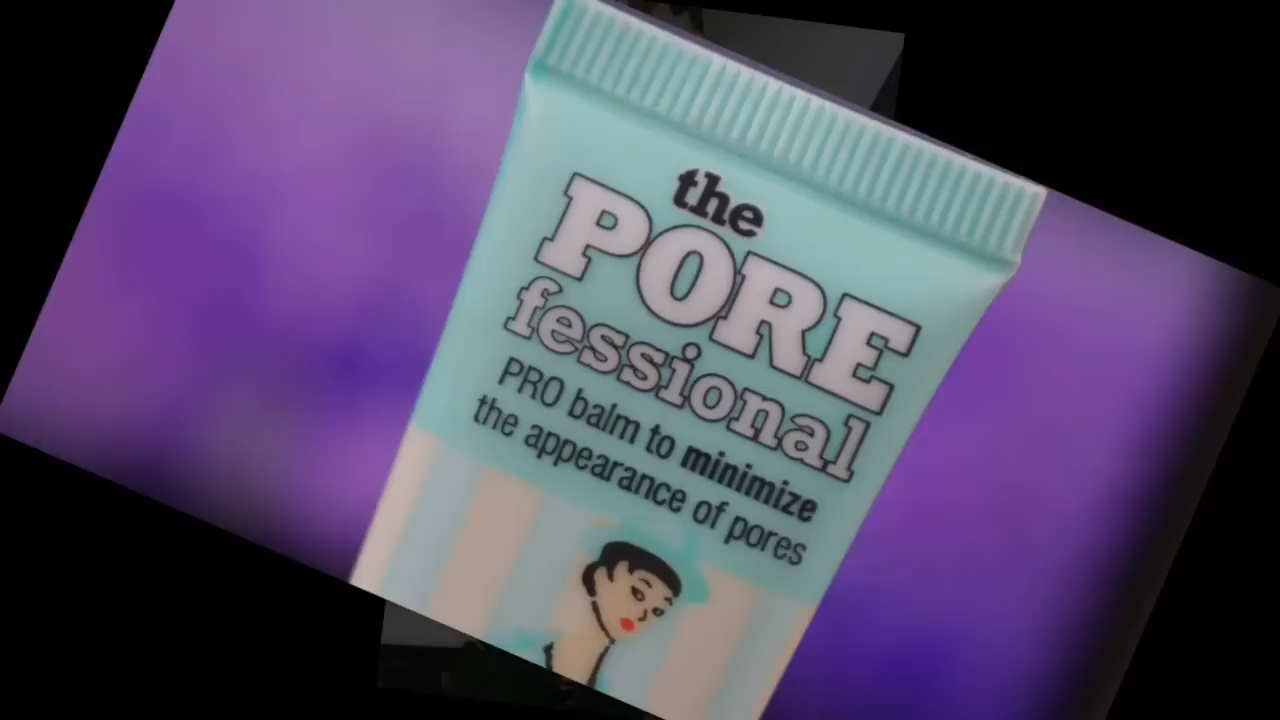 the
PORE
fessional
PRO balm to minimize
the appearance of pores